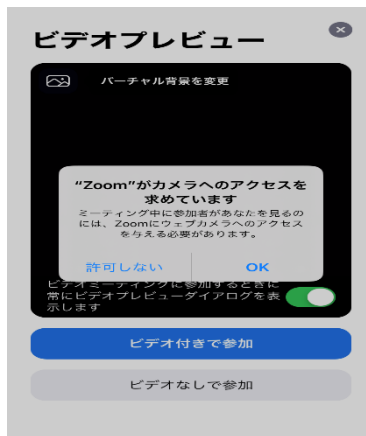 ビデオプレビュー
バーチャル背景を変更
“Zoom”がカメラへのアクセスを
求めています
ミーティング中に参加者があなたを見るの
には、Zoomにウェブカメラへのアクセス
を与える必要があります。
許可しない
OK
ビデオミーティングに参加するときに
常にビデオプレビューダイアログを表
示します
ビデオ付きで参加
ビデオなしで参加